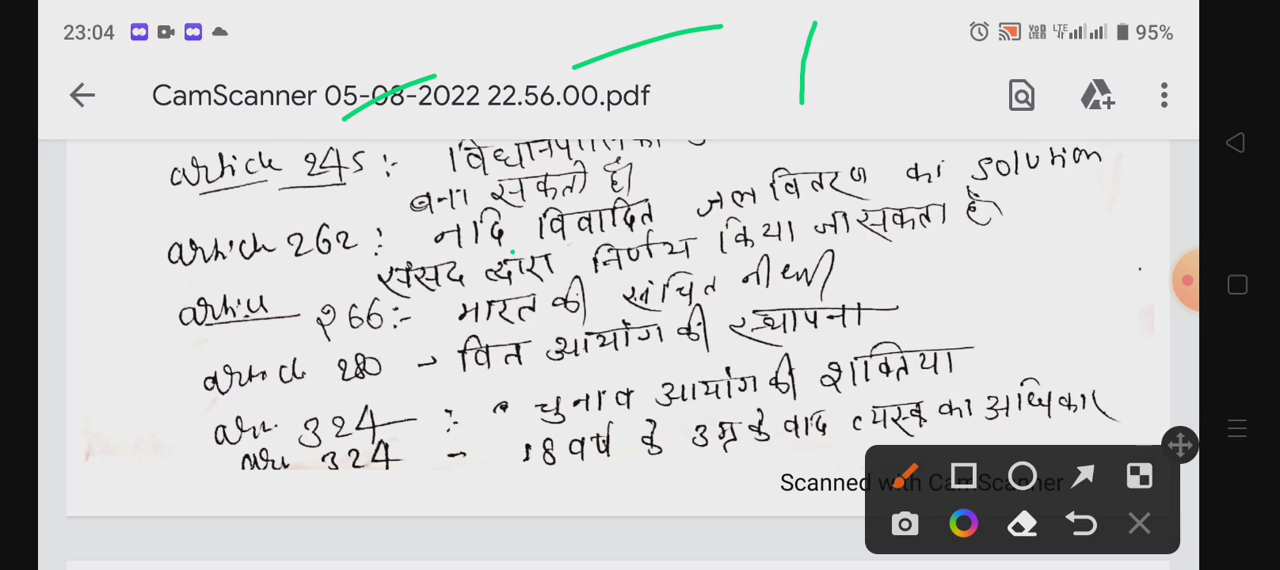 23:04 95%
CamScanner 05-08-2022 22.56.00.pdf
article 245 :- विधानपालिका
बना सकती है।
article 262 : नदि विवादित जल वितरण का solution
संसद द्वारा निर्णय किया जा सकता है
article 266:- भारत की संचित नीधी
article 280 - वित आयोग की स्थापना
art. 324 :- चुनाव आयोग की शक्तिया
art 324 - 18 वर्ष के उम्र के बाद व्यस्क का अधिकार
Scanned with CamScanner